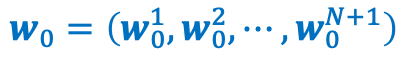 𝒘₀ = (𝒘₀¹, 𝒘₀², ⋯ , 𝒘₀ᴺ⁺¹)